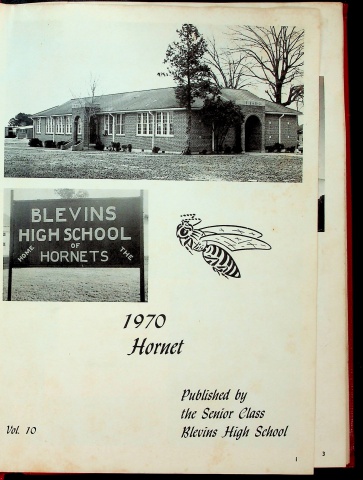 BLEVINS
HIGH SCHOOL
OF
HOME THE
HORNETS
1970
Hornet
Published by
the Senior Class
Vol. 10
Blevins High School
1
3